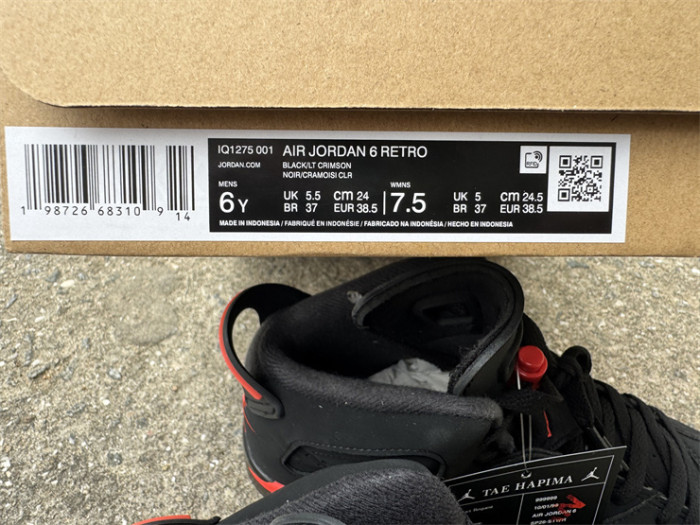 IQ1275 001 AIR JORDAN 6 RETRO
JORDAN.COM BLACK/LT CRIMSON
NOIR/CRAMOISI CLR
MENS
6Y
UK 5.5 cm 24
BR 37 EUR 38.5
WMNS
7.5
UK 5 cm 24.5
BR 37 EUR 38.5
MADE IN INDONESIA / FABRIQUÉ EN INDONÉSIE / FABRICADO NA INDONÉSIA / HECHO EN INDONESIA
1 98726 68310 9 14
TAE HAPIMA
999999
AIR JORDAN 6